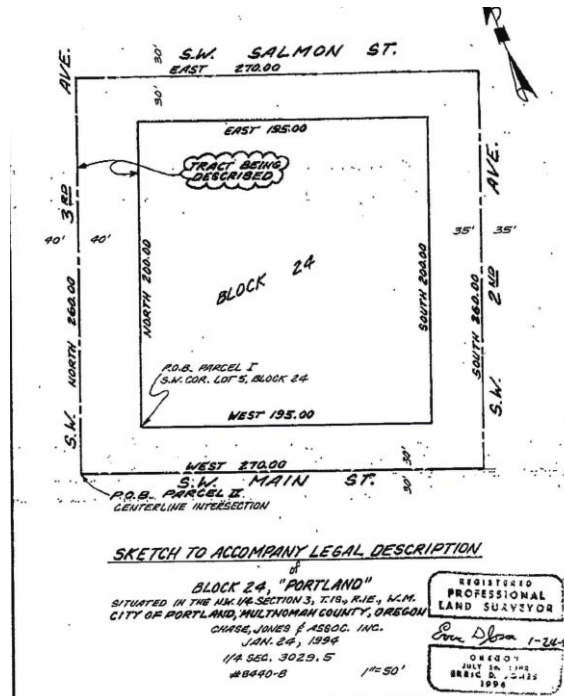 S.W. SALMON ST.
30'
EAST 270.00
30'
AVE.
EAST 195.00
TRACT BEING
DESCRIBED
3RD
AVE.
40' 40'
35' 35'
BLOCK 24
NORTH 200.00
SOUTH 200.00
NORTH 260.00
SOUTH 260.00
2ND
S.W.
S.W.
P.O.B. PARCEL I
S.W. COR. LOT 5, BLOCK 24
WEST 195.00
WEST 270.00
30'
S.W. MAIN ST.
30'
P.O.B. PARCEL II
CENTERLINE INTERSECTION
SKETCH TO ACCOMPANY LEGAL DESCRIPTION
of
BLOCK 24, "PORTLAND"
SITUATED IN THE NW. 1/4 SECTION 3, T.1S., R.1E., W.M.
CITY OF PORTLAND, MULTNOMAH COUNTY, OREGON
CHASE, JONES & ASSOC. INC.
JAN. 24, 1994
1/4 SEC. 3029.5
#8440-B 1"=50'
REGISTERED
PROFESSIONAL
LAND SURVEYOR
1-24-
OREGON
ERIC D. JONES
1994